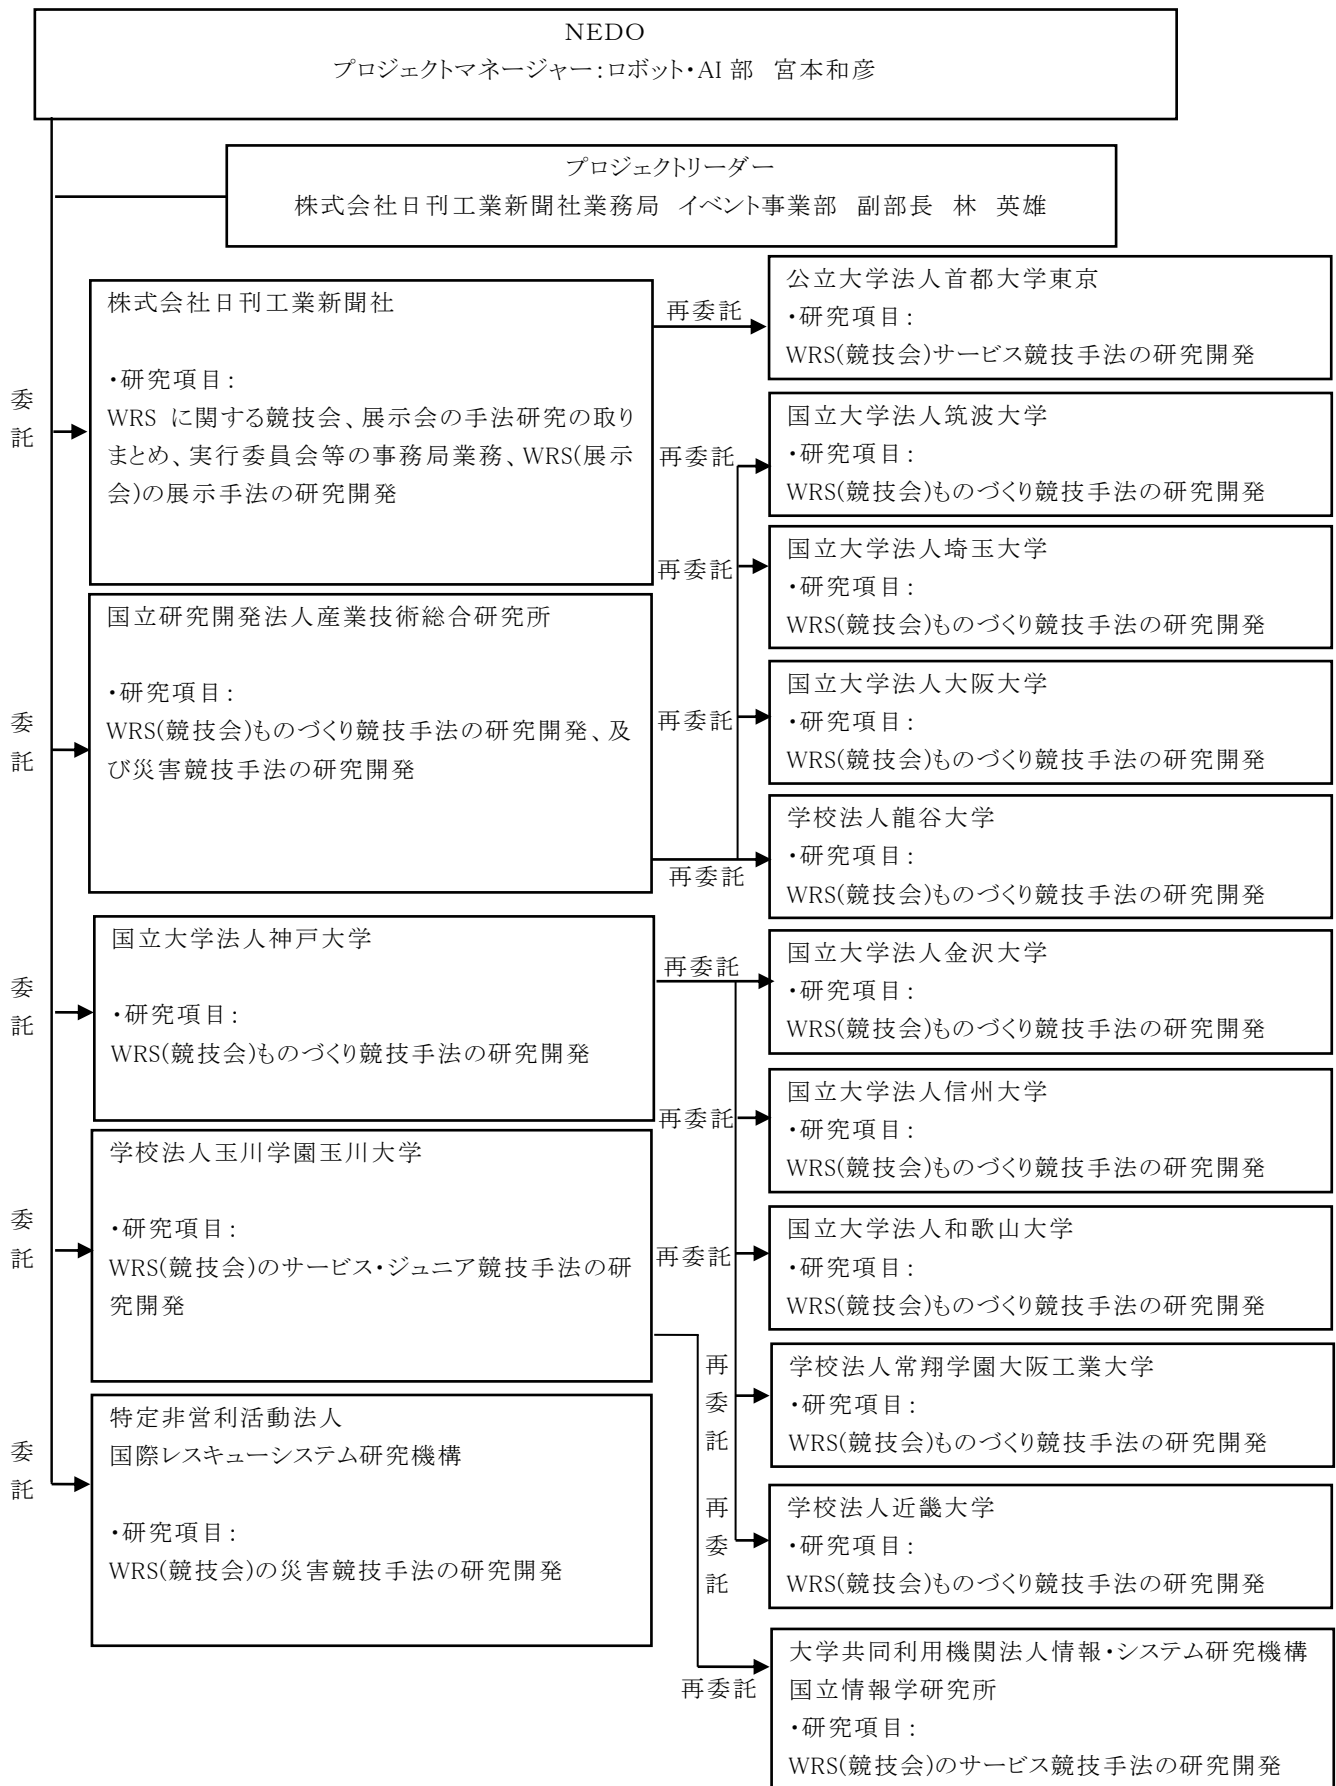 NEDO
プロジェクトマネージャー:ロボット・AI 部　宮本和彦
プロジェクトリーダー
株式会社日刊工業新聞社業務局　イベント事業部　副部長　林　英雄
委託
株式会社日刊工業新聞社
・研究項目:
WRS に関する競技会、展示会の手法研究の取り
まとめ、実行委員会等の事務局業務、WRS(展示
会)の展示手法の研究開発
再委託
公立大学法人首都大学東京
・研究項目:
WRS(競技会)サービス競技手法の研究開発
委託
国立研究開発法人産業技術総合研究所
・研究項目:
WRS(競技会)ものづくり競技手法の研究開発、及
び災害競技手法の研究開発
再委託
国立大学法人筑波大学
・研究項目:
WRS(競技会)ものづくり競技手法の研究開発
再委託
国立大学法人埼玉大学
・研究項目:
WRS(競技会)ものづくり競技手法の研究開発
再委託
国立大学法人大阪大学
・研究項目:
WRS(競技会)ものづくり競技手法の研究開発
再委託
学校法人龍谷大学
・研究項目:
WRS(競技会)ものづくり競技手法の研究開発
委託
国立大学法人神戸大学
・研究項目:
WRS(競技会)ものづくり競技手法の研究開発
再委託
国立大学法人金沢大学
・研究項目:
WRS(競技会)ものづくり競技手法の研究開発
再委託
国立大学法人信州大学
・研究項目:
WRS(競技会)ものづくり競技手法の研究開発
再委託
国立大学法人和歌山大学
・研究項目:
WRS(競技会)ものづくり競技手法の研究開発
再委託
学校法人常翔学園大阪工業大学
・研究項目:
WRS(競技会)ものづくり競技手法の研究開発
再委託
学校法人近畿大学
・研究項目:
WRS(競技会)ものづくり競技手法の研究開発
委託
学校法人玉川学園玉川大学
・研究項目:
WRS(競技会)のサービス・ジュニア競技手法の研
究開発
再委託
大学共同利用機関法人情報・システム研究機構
国立情報学研究所
・研究項目:
WRS(競技会)のサービス競技手法の研究開発
委託
特定非営利活動法人
国際レスキューシステム研究機構
・研究項目:
WRS(競技会)の災害競技手法の研究開発